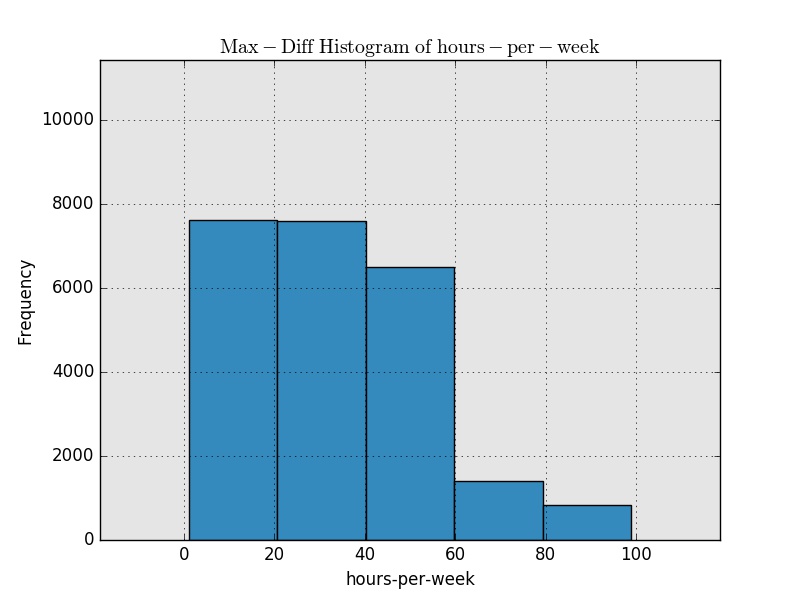 Max − Diff Histogram of hours − per − week
10000
8000
6000
4000
2000
0
Frequency
0 20 40 60 80 100
hours-per-week